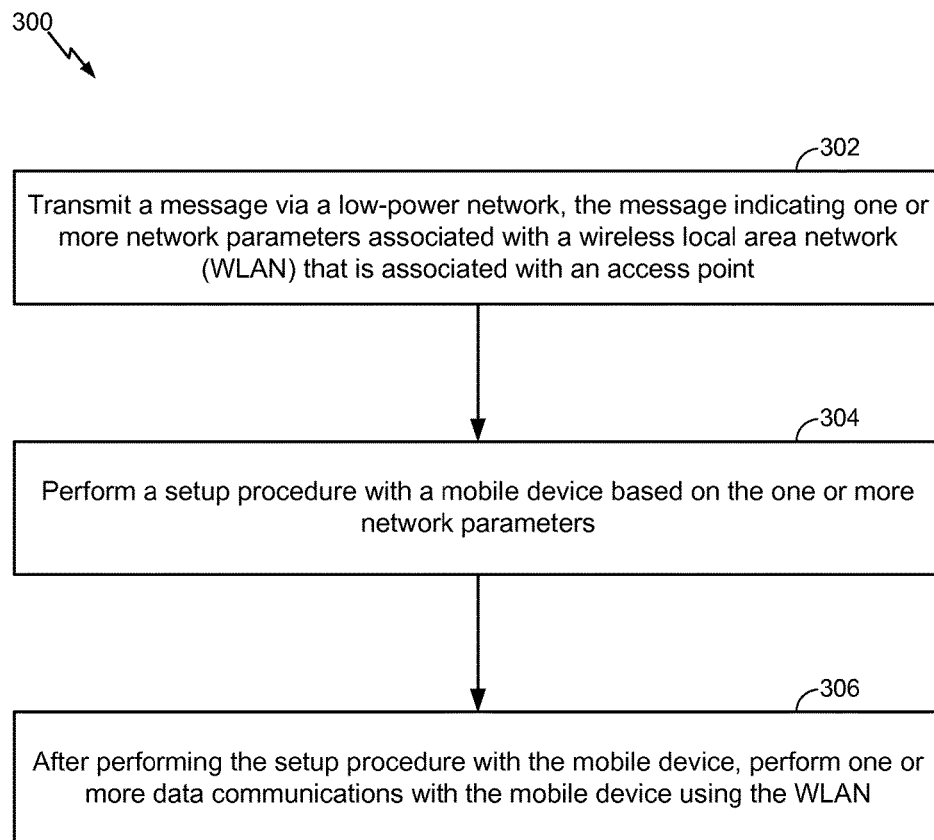 300
302
Transmit a message via a low-power network, the message indicating one or
more network parameters associated with a wireless local area network
(WLAN) that is associated with an access point
304
Perform a setup procedure with a mobile device based on the one or more
network parameters
306
After performing the setup procedure with the mobile device, perform one or
more data communications with the mobile device using the WLAN